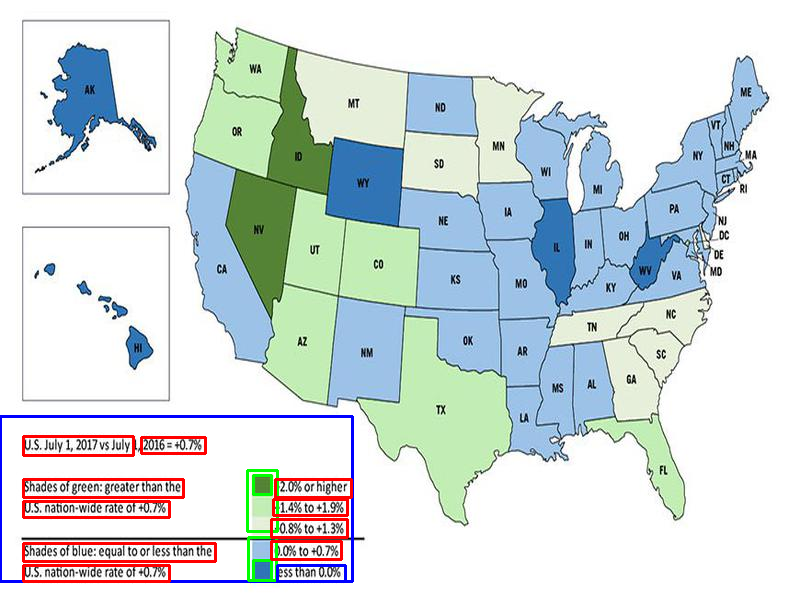 AK
WA
MT
ND
MN
ME
OR
ID
SD
WI
MI
VT
NH
NY
MA
CT
RI
WY
NV
UT
CO
NE
IA
IL
IN
OH
PA
NJ
DC
DE
MD
CA
KS
MO
KY
WV
VA
HI
AZ
NM
OK
AR
TN
NC
SC
TX
LA
MS
AL
GA
FL
U.S. July 1, 2017 vs July 1, 2016 = +0.7%
Shades of green: greater than the
U.S. nation-wide rate of +0.7%
2.0% or higher
1.4% to +1.9%
+0.8% to +1.3%
Shades of blue: equal to or less than the
U.S. nation-wide rate of +0.7%
0.0% to +0.7%
less than 0.0%